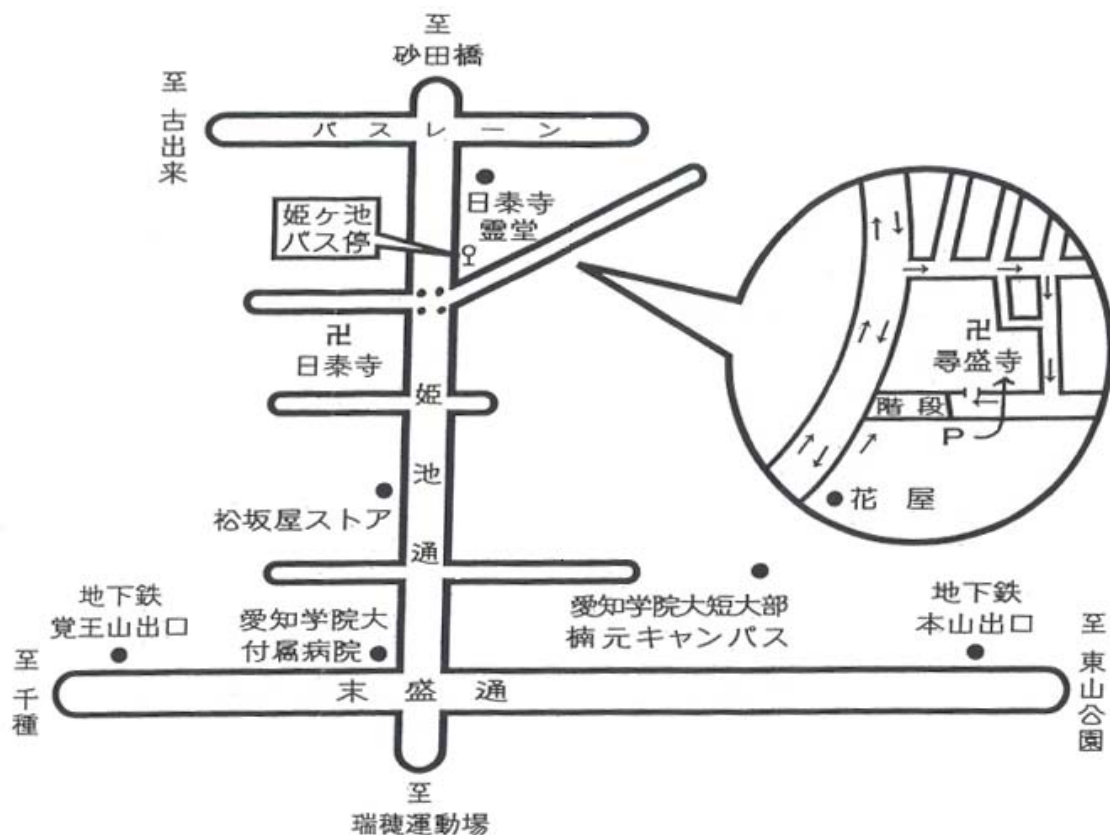 至
砂田橋
至古出来
バスレーン
日泰寺
霊堂
姫ヶ池
バス停
卍
日泰寺
姫池通
松坂屋ストア
卍
尋盛寺
階段
P
花屋
地下鉄
覚王山出口
愛知学院大
付属病院
愛知学院大短大部
楠元キャンパス
地下鉄
本山出口
至千種
末盛通
至東山公園
至
瑞穂運動場